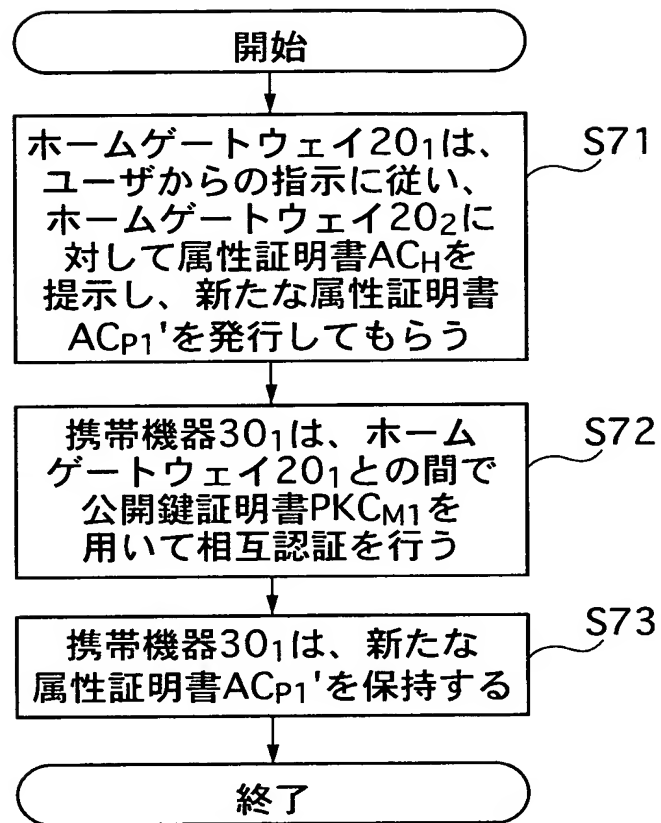 開始
ホームゲートウェイ20₁は、
ユーザからの指示に従い、
ホームゲートウェイ20₂に
対して属性証明書ACHを
提示し、新たな属性証明書
ACP1'を発行してもらう
S71
携帯機器30₁は、ホーム
ゲートウェイ20₁との間で
公開鍵証明書PKCM1を
用いて相互認証を行う
S72
携帯機器30₁は、新たな
属性証明書ACP1'を保持する
S73
終了